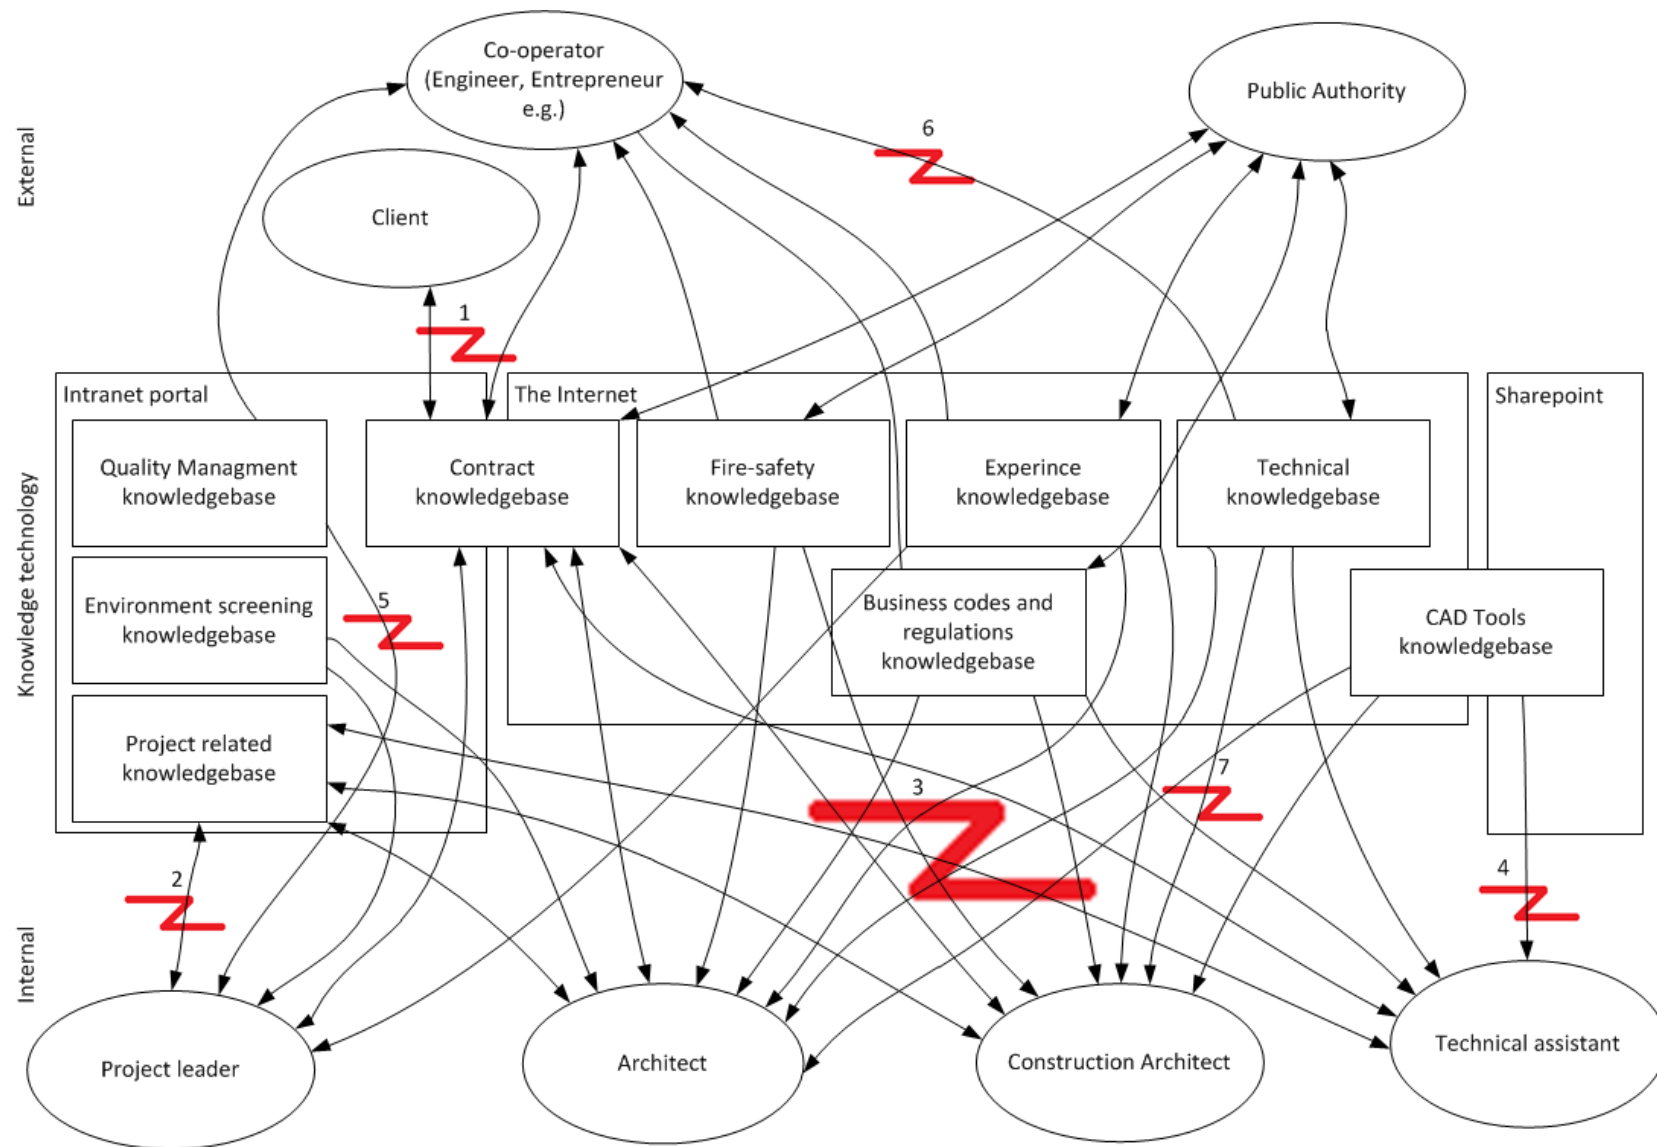 Co-operator
(Engineer, Entrepreneur
e.g.)
Public Authority
6
External
Client
1
Intranet portal
The Internet
Sharepoint
Quality Managment
knowledgebase
Contract
knowledgebase
Fire-safety
knowledgebase
Experince
knowledgebase
Technical
knowledgebase
Knowledge technology
Environment screening
knowledgebase
5
Business codes and
regulations
knowledgebase
CAD Tools
knowledgebase
Project related
knowledgebase
3
7
2
4
Internal
Project leader
Architect
Construction Architect
Technical assistant